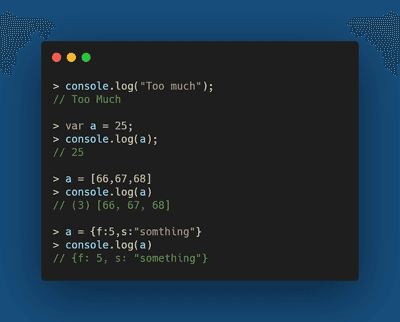 > console.log("Too much");
// Too Much
> var a = 25;
> console.log(a);
// 25
> a = [66,67,68]
> console.log(a)
// (3) [66, 67, 68]
> a = {f:5,s:"somthing"}
> console.log(a)
// {f: 5, s: "something"}